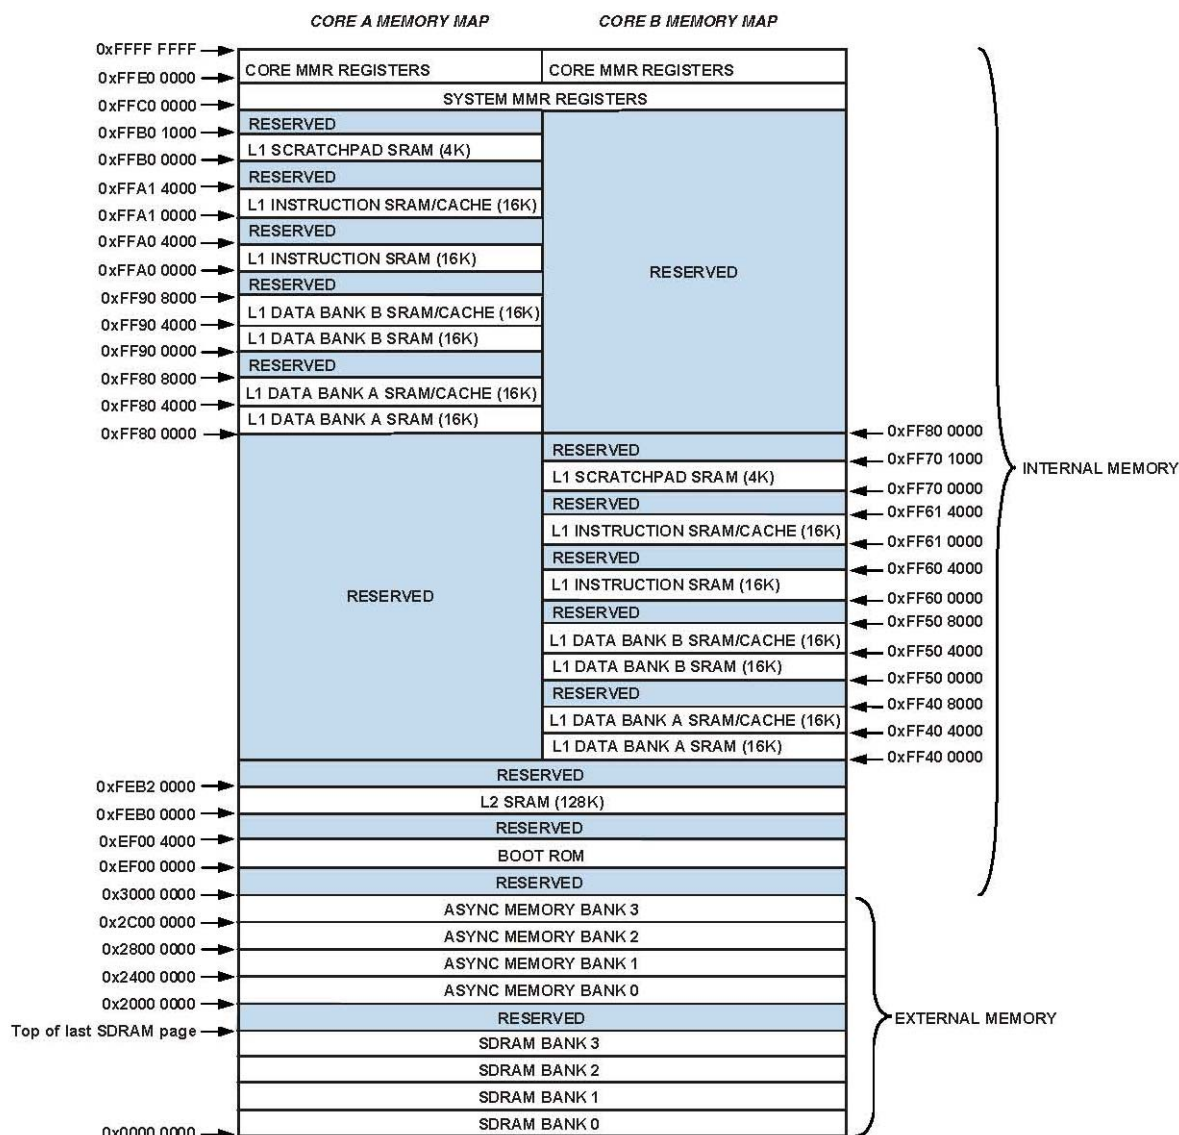 CORE A MEMORY MAP CORE B MEMORY MAP
0xFFFF FFFF
CORE MMR REGISTERS CORE MMR REGISTERS
0xFFE0 0000
SYSTEM MMR REGISTERS
0xFFC0 0000
RESERVED
0xFFB0 1000
L1 SCRATCHPAD SRAM (4K)
0xFFB0 0000
RESERVED
0xFFA1 4000
L1 INSTRUCTION SRAM/CACHE (16K)
0xFFA1 0000
RESERVED
0xFFA0 4000
L1 INSTRUCTION SRAM (16K)
0xFFA0 0000
RESERVED
RESERVED
0xFF90 8000
L1 DATA BANK B SRAM/CACHE (16K)
0xFF90 4000
L1 DATA BANK B SRAM (16K)
0xFF90 0000
RESERVED
0xFF80 8000
L1 DATA BANK A SRAM/CACHE (16K)
0xFF80 4000
L1 DATA BANK A SRAM (16K)
0xFF80 0000
0xFF80 0000
RESERVED
0xFF70 1000
L1 SCRATCHPAD SRAM (4K)
INTERNAL MEMORY
0xFF70 0000
RESERVED
0xFF61 4000
L1 INSTRUCTION SRAM/CACHE (16K)
0xFF61 0000
RESERVED
0xFF60 4000
L1 INSTRUCTION SRAM (16K)
RESERVED
0xFF60 0000
RESERVED
0xFF50 8000
L1 DATA BANK B SRAM/CACHE (16K)
0xFF50 4000
L1 DATA BANK B SRAM (16K)
0xFF50 0000
RESERVED
0xFF40 8000
L1 DATA BANK A SRAM/CACHE (16K)
0xFF40 4000
L1 DATA BANK A SRAM (16K)
0xFF40 0000
RESERVED
0xFEB2 0000
L2 SRAM (128K)
0xFEB0 0000
RESERVED
0xEF00 4000
BOOT ROM
0xEF00 0000
RESERVED
0x3000 0000
ASYNC MEMORY BANK 3
0x2C00 0000
ASYNC MEMORY BANK 2
0x2800 0000
ASYNC MEMORY BANK 1
0x2400 0000
ASYNC MEMORY BANK 0
0x2000 0000
RESERVED
EXTERNAL MEMORY
Top of last SDRAM page
SDRAM BANK 3
SDRAM BANK 2
SDRAM BANK 1
SDRAM BANK 0
0x0000 0000